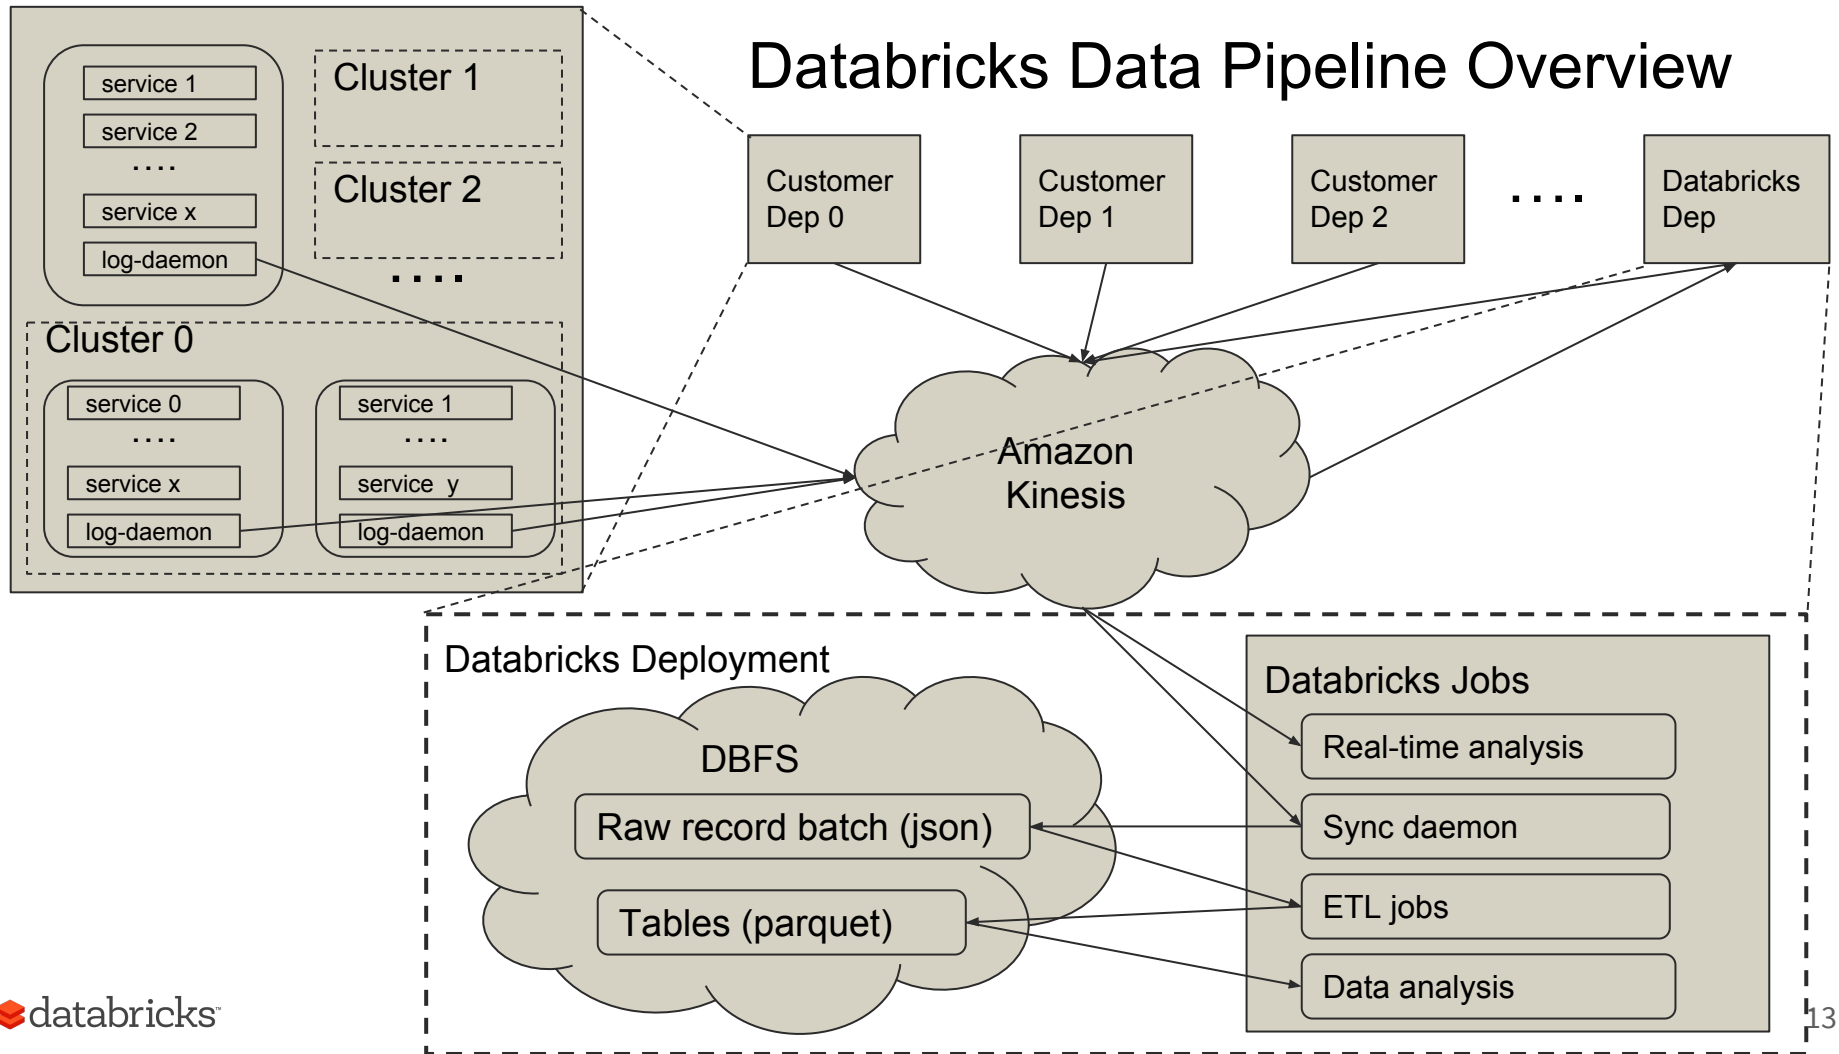 Databricks Data Pipeline Overview
service 1
service 2
....
service x
log-daemon
Cluster 1
Cluster 2
....
Cluster 0
service 0
....
service x
log-daemon
service 1
....
service y
log-daemon
Customer
Dep 0
Customer
Dep 1
Customer
Dep 2
....
Databricks
Dep
Amazon
Kinesis
Databricks Deployment
DBFS
Raw record batch (json)
Tables (parquet)
Databricks Jobs
Real-time analysis
Sync daemon
ETL jobs
Data analysis
databricks™
13